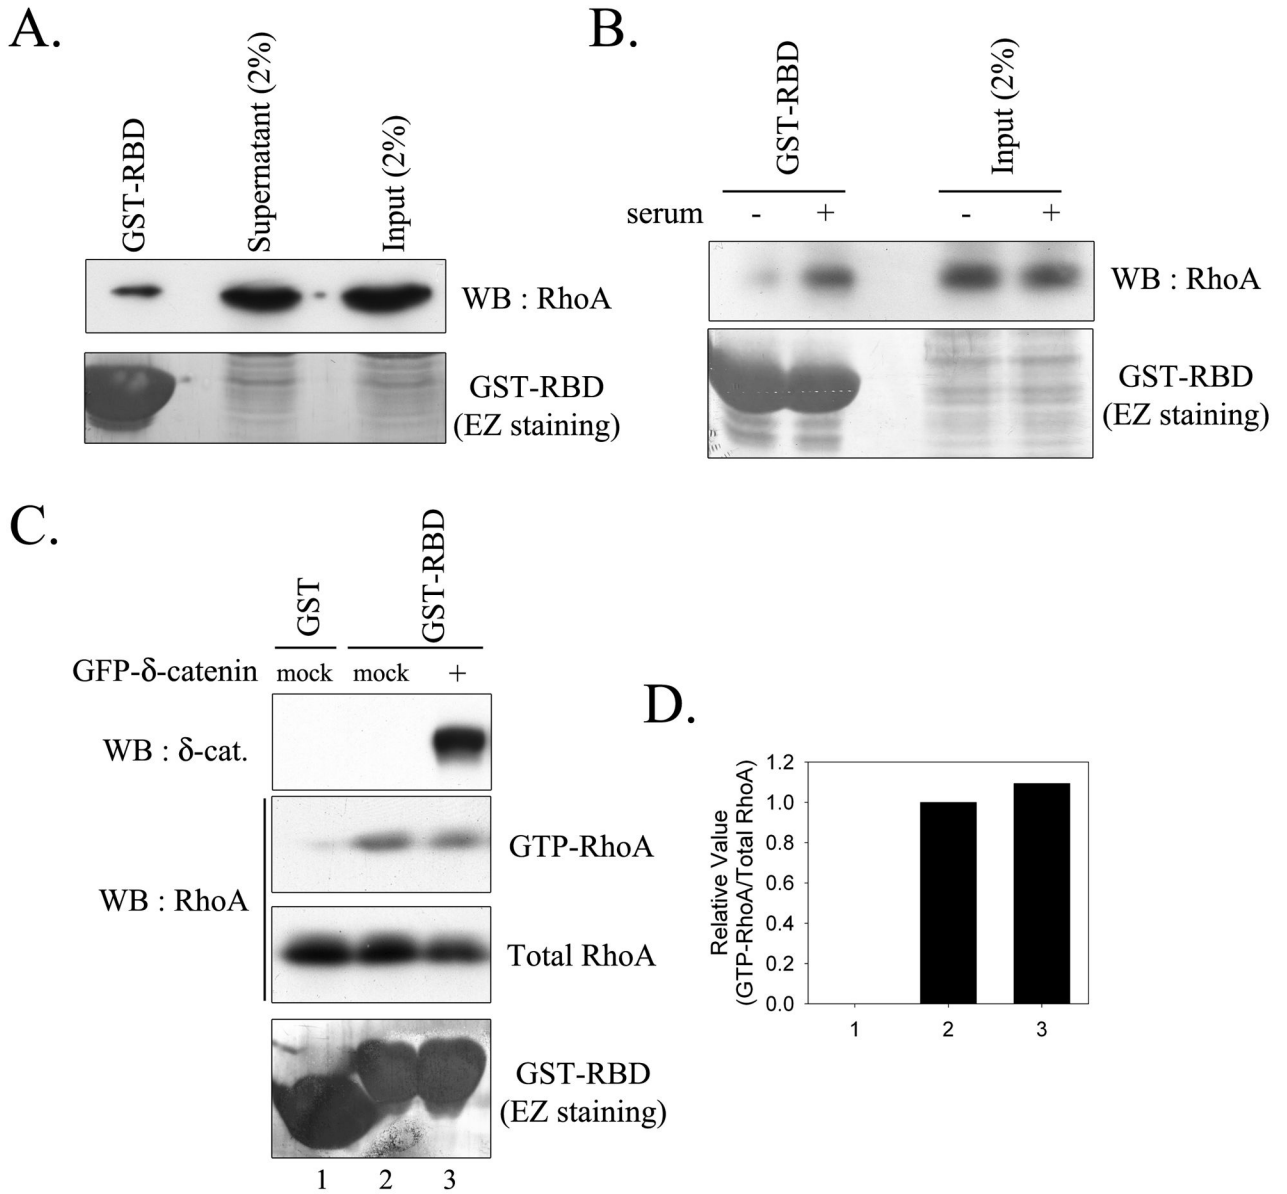 A.
GST-RBD
Supernatant (2%)
Input (2%)
WB : RhoA
GST-RBD
(EZ staining)
B.
GST-RBD
Input (2%)
serum - + - +
WB : RhoA
GST-RBD
(EZ staining)
C.
GST
GST-RBD
GFP-δ-catenin mock mock +
WB : δ-cat.
WB : RhoA
GTP-RhoA
Total RhoA
GST-RBD
(EZ staining)
1 2 3
D.
Relative Value
(GTP-RhoA/Total RhoA)
1.2
1.0
0.8
0.6
0.4
0.2
0.0
1 2 3